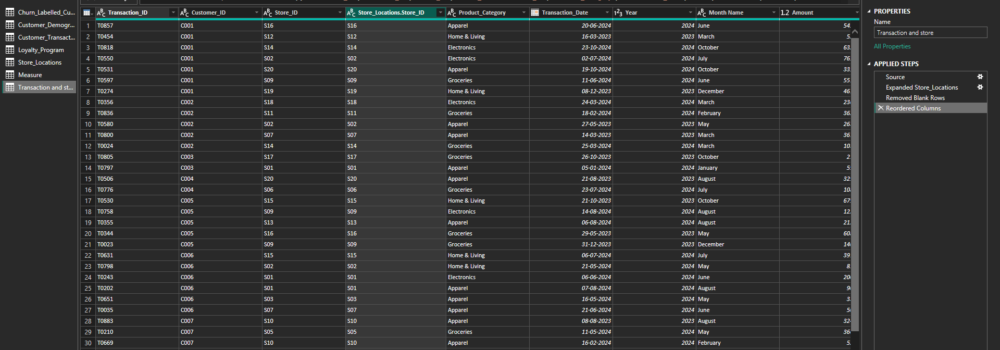 Churn_Labelled_Cu...
Customer_Demogr...
Customer_Transact...
Loyalty_Program
Store_Locations
Measure
Transaction and st...
Transaction_ID Customer_ID Store_ID Store_Locations.Store_ID Product_Category Transaction_Date 1²3 Year Month Name 1.2 Amount
1 T0857 C001 S16 S16 Apparel 20-06-2024 2024 June 54
2 T0454 C001 S12 S12 Home & Living 16-03-2023 2023 March 5
3 T0818 C001 S14 S14 Electronics 23-10-2024 2024 October 63
4 T0550 C001 S02 S02 Electronics 02-07-2024 2024 July 76
5 T0531 C001 S20 S20 Apparel 19-10-2024 2024 October 33
6 T0597 C001 S09 S09 Groceries 11-06-2024 2024 June 55
7 T0274 C001 S19 S19 Home & Living 08-12-2023 2023 December 46
8 T0356 C002 S18 S18 Electronics 24-03-2024 2024 March 23
9 T0836 C002 S11 S11 Groceries 18-02-2024 2024 February 36
10 T0580 C002 S02 S02 Apparel 27-05-2023 2023 May 26
11 T0800 C002 S07 S07 Apparel 14-03-2023 2023 March 36
12 T0024 C002 S14 S14 Groceries 25-03-2024 2024 March 10
13 T0805 C003 S17 S17 Groceries 26-10-2023 2023 October 2
14 T0797 C003 S01 S01 Apparel 05-01-2024 2024 January 5
15 T0506 C004 S20 S20 Apparel 21-08-2023 2023 August 32
16 T0776 C004 S06 S06 Groceries 23-07-2024 2024 July 10
17 T0530 C005 S15 S15 Home & Living 21-10-2023 2023 October 67
18 T0758 C005 S09 S09 Electronics 14-08-2024 2024 August 12
19 T0355 C005 S13 S13 Apparel 06-08-2024 2024 August 21
20 T0344 C005 S16 S16 Groceries 29-05-2023 2023 May 60
21 T0023 C005 S09 S09 Groceries 31-12-2023 2023 December 14
22 T0631 C006 S15 S15 Home & Living 06-07-2024 2024 July 39
23 T0798 C006 S02 S02 Home & Living 21-05-2024 2024 May 8
24 T0243 C006 S01 S01 Electronics 06-06-2024 2024 June 20
25 T0202 C006 S01 S01 Apparel 07-08-2024 2024 August 9
26 T0651 C006 S03 S03 Apparel 16-05-2024 2024 May 3
27 T0035 C006 S07 S07 Apparel 21-06-2024 2024 June 5
28 T0883 C007 S10 S10 Apparel 08-08-2023 2023 August 32
29 T0210 C007 S05 S05 Groceries 11-05-2024 2024 May 36
30 T0669 C007 S10 S10 Apparel 16-02-2024 2024 February 5
PROPERTIES
Name
Transaction and store
All Properties
APPLIED STEPS
Source
Expanded Store_Locations
Removed Blank Rows
Reordered Columns